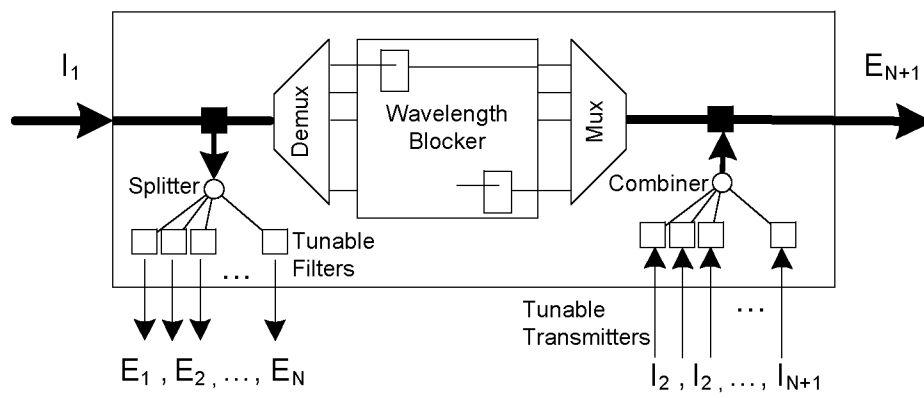 I1
EN+1
Demux
Wavelength
Blocker
Mux
Splitter
Combiner
Tunable
Filters
...
...
Tunable
Transmitters
E1 , E2 , ..., EN
I2 , I2 , ..., IN+1